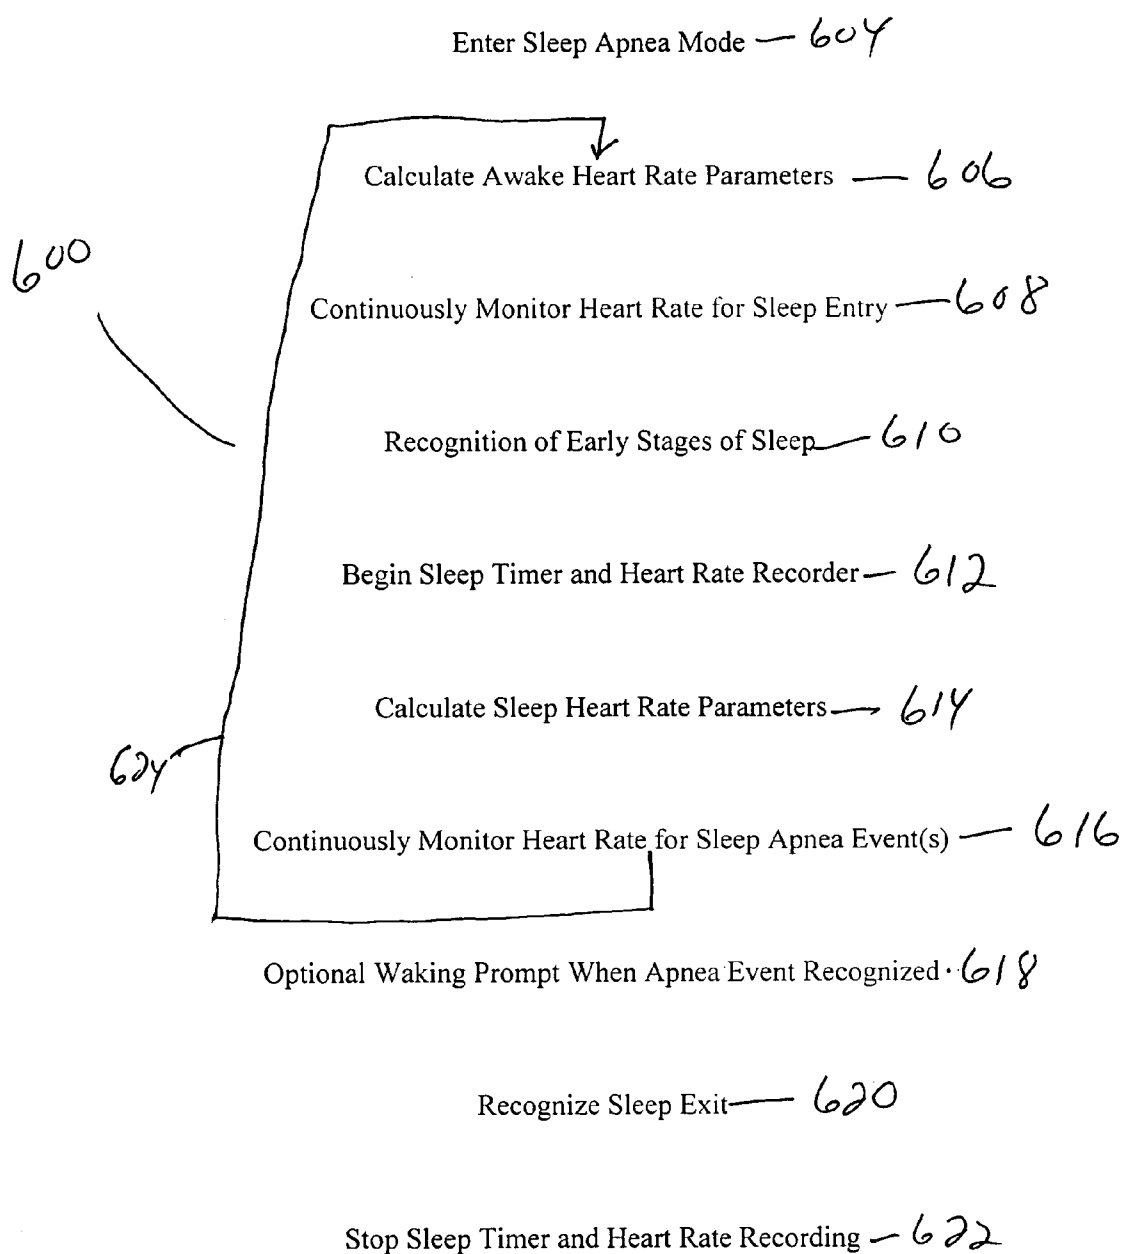 Enter Sleep Apnea Mode — 604
Calculate Awake Heart Rate Parameters — 606
600
Continuously Monitor Heart Rate for Sleep Entry — 608
Recognition of Early Stages of Sleep — 610
Begin Sleep Timer and Heart Rate Recorder — 612
Calculate Sleep Heart Rate Parameters — 614
624
Continuously Monitor Heart Rate for Sleep Apnea Event(s) — 616
Optional Waking Prompt When Apnea Event Recognized · 618
Recognize Sleep Exit — 620
Stop Sleep Timer and Heart Rate Recording — 622